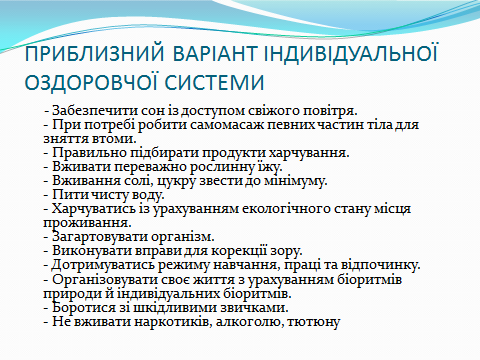 ПРИБЛИЗНИЙ ВАРІАНТ ІНДИВІДУАЛЬНОЇ
ОЗДОРОВЧОЇ СИСТЕМИ
- Забезпечити сон із доступом свіжого повітря.
- При потребі робити самомасаж певних частин тіла для
зняття втоми.
- Правильно підбирати продукти харчування.
- Вживати переважно рослинну їжу.
- Вживання солі, цукру звести до мінімуму.
- Пити чисту воду.
- Харчуватись із урахуванням екологічного стану місця
проживання.
- Загартовувати організм.
- Виконувати вправи для корекції зору.
- Дотримуватись режиму навчання, праці та відпочинку.
- Організовувати своє життя з урахуванням біоритмів
природи й індивідуальних біоритмів.
- Боротися зі шкідливими звичками.
- Не вживати наркотиків, алкоголю, тютюну